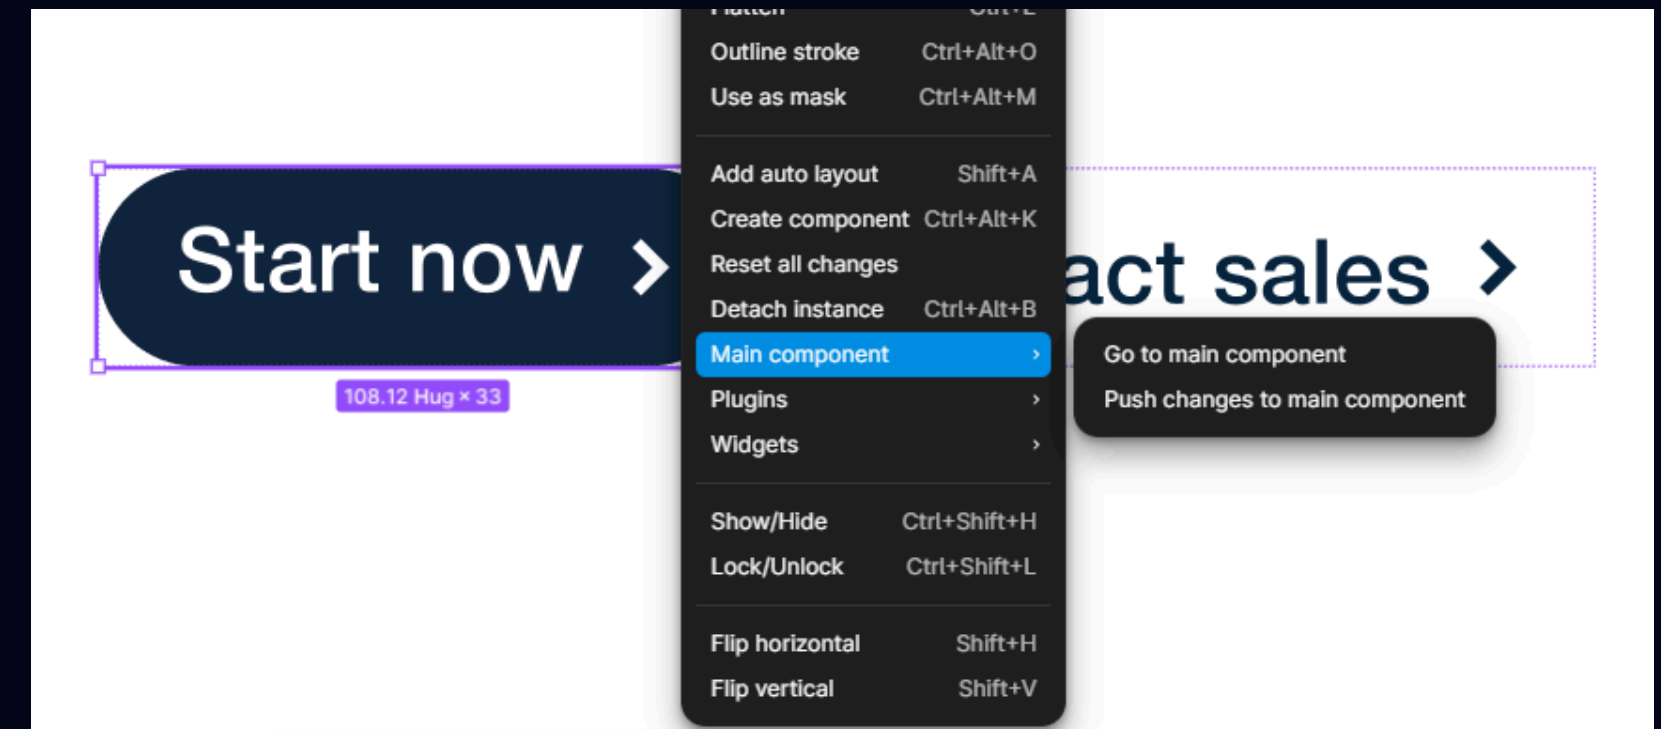 Flatten Ctrl+E
Outline stroke Ctrl+Alt+O
Use as mask Ctrl+Alt+M
Add auto layout Shift+A
Create component Ctrl+Alt+K
Reset all changes
Detach instance Ctrl+Alt+B
Main component ›
Plugins ›
Widgets ›
Show/Hide Ctrl+Shift+H
Lock/Unlock Ctrl+Shift+L
Flip horizontal Shift+H
Flip vertical Shift+V
Start now
act sales
Go to main component
Push changes to main component
108.12 Hug × 33